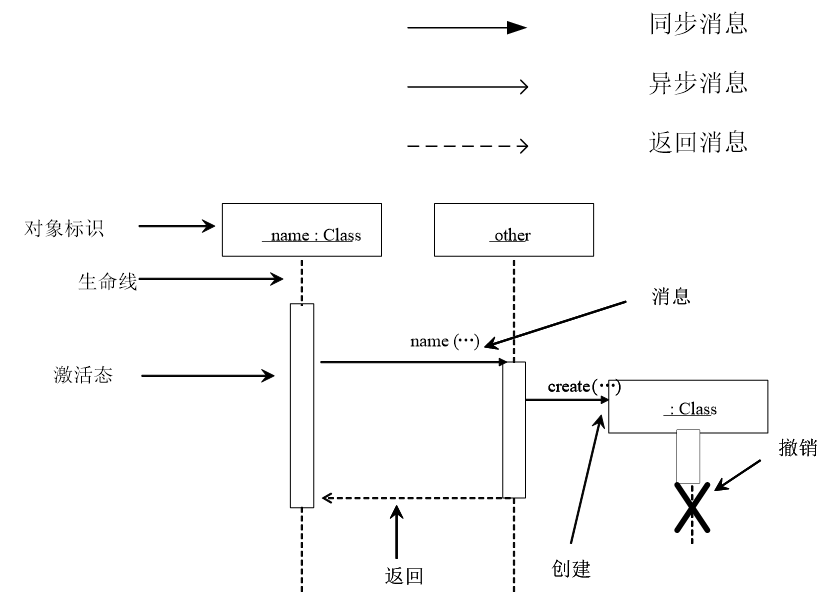 同步消息
异步消息
返回消息
对象标识
name : Class
other
生命线
消息
name (…)
激活态
create(…)
: Class
撤销
创建
返回